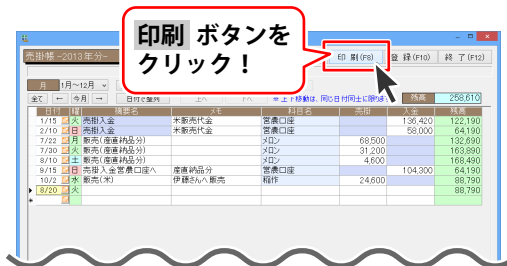 印刷 ボタンを
クリック！
売掛帳 -2013年分-
印 刷(F8) 登 録(F10) 終 了(F12)
月 1月～12月
全て ← 今月 → 日付で整列 上へ 下へ ※上下移動は、同じ日付同士に限ります 残高 258,610
日付 曜 摘要名 メモ 科目名 売掛 入金 残高
1/15 火 売掛入金 米販売代金 営農口座 136,420 122,190
2/10 日 売掛入金 米販売代金 営農口座 58,000 64,190
7/22 月 販売(産直納品分) メロン 68,500 132,690
7/30 火 販売(産直納品分) メロン 31,200 163,890
8/10 土 販売(産直納品分) メロン 4,600 168,490
9/15 日 売掛入金営農口座へ 産直納品分 営農口座 104,300 64,190
10/2 水 販売(米) 伊藤さんへ販売 稲作 24,600 88,790
8/20 火 88,790